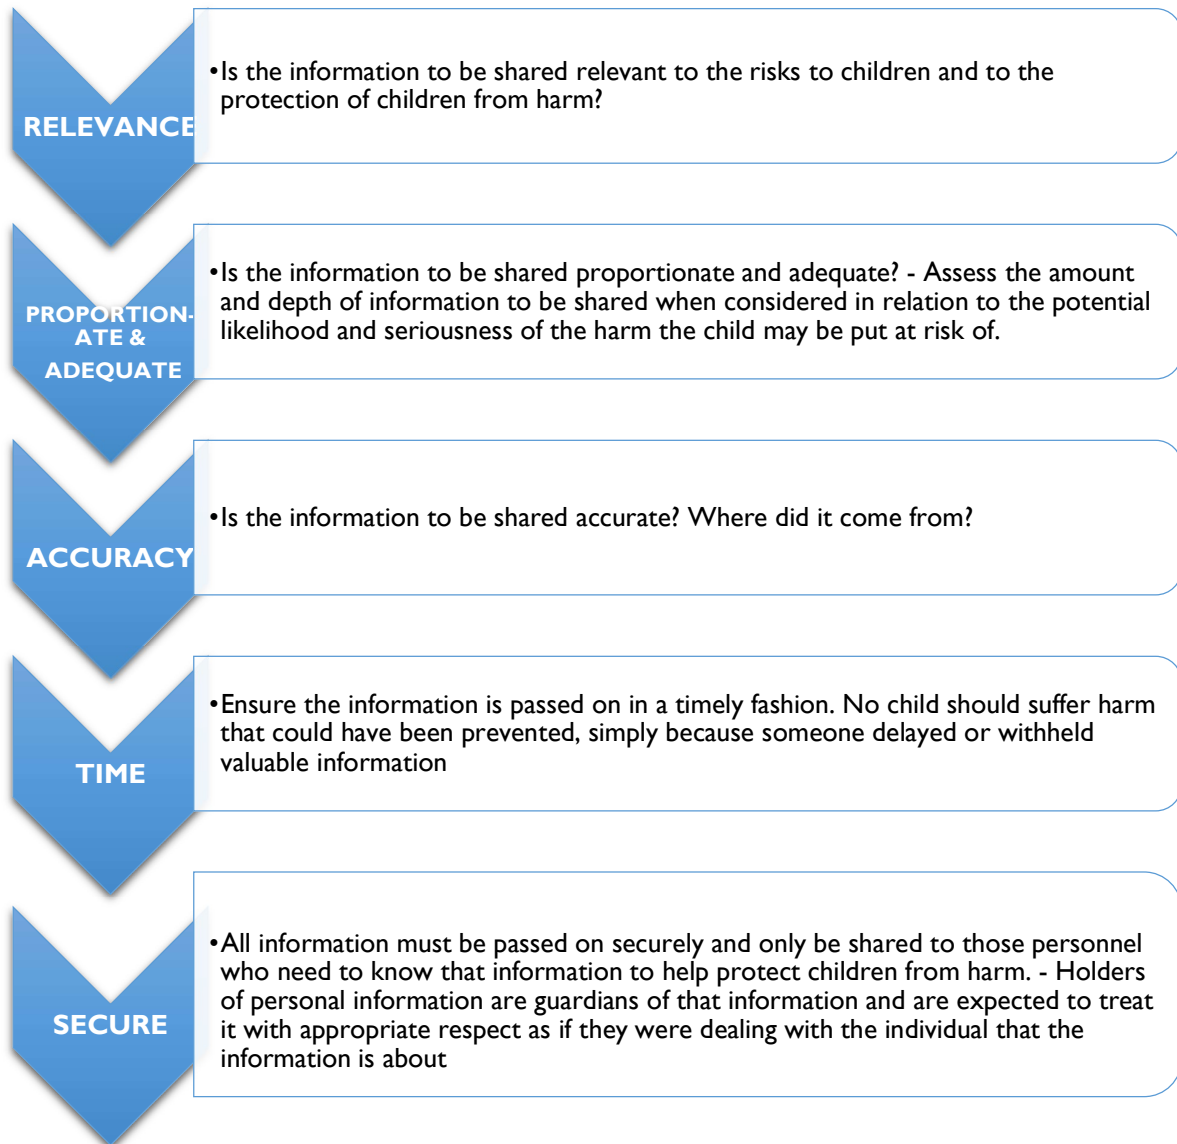 RELEVANCE
•Is the information to be shared relevant to the risks to children and to the
protection of children from harm?
PROPORTION-
ATE &
ADEQUATE
•Is the information to be shared proportionate and adequate? - Assess the amount
and depth of information to be shared when considered in relation to the potential
likelihood and seriousness of the harm the child may be put at risk of.
ACCURACY
•Is the information to be shared accurate? Where did it come from?
TIME
•Ensure the information is passed on in a timely fashion. No child should suffer harm
that could have been prevented, simply because someone delayed or withheld
valuable information
SECURE
•All information must be passed on securely and only be shared to those personnel
who need to know that information to help protect children from harm. - Holders
of personal information are guardians of that information and are expected to treat
it with appropriate respect as if they were dealing with the individual that the
information is about